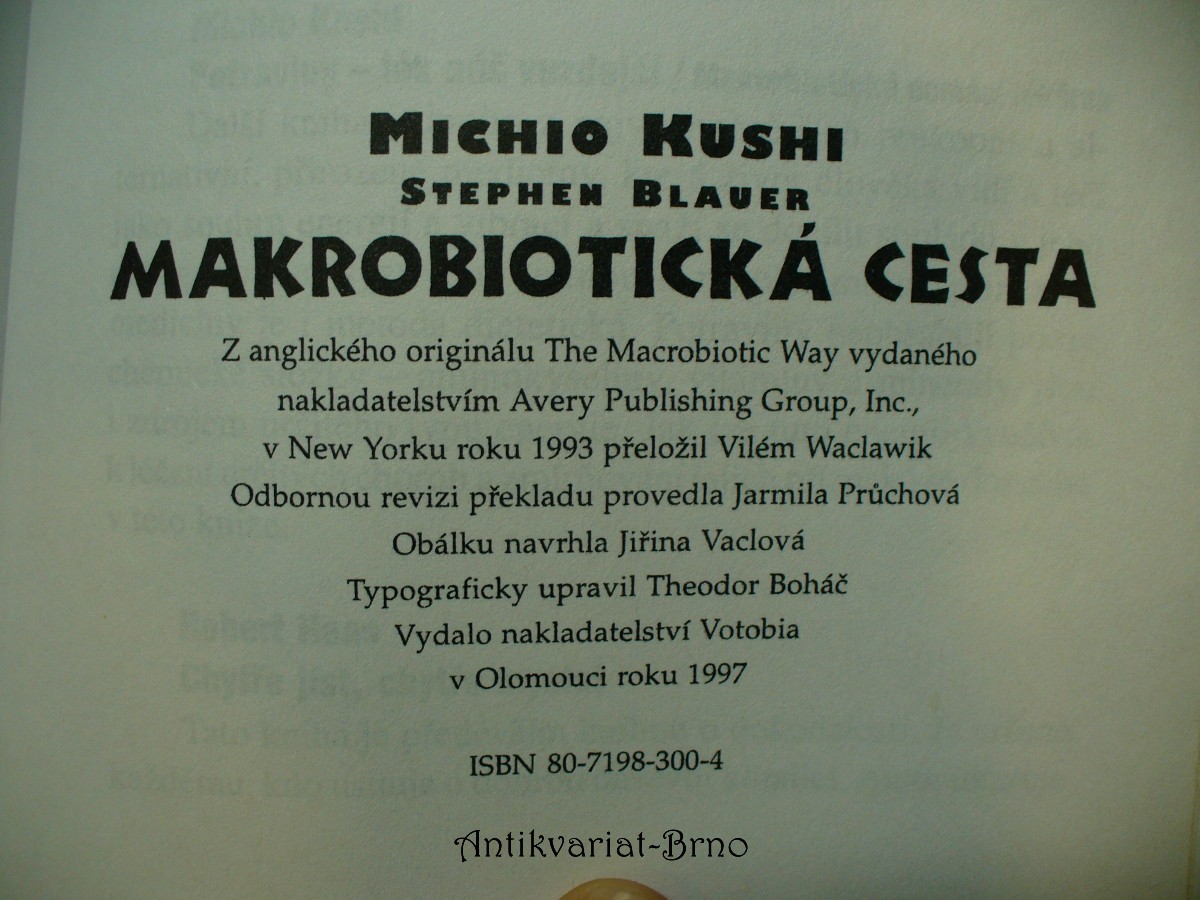 MICHIO KUSHI
STEPHEN BLAUER
MAKROBIOTICKÁ CESTA
Z anglického originálu The Macrobiotic Way vydaného
nakladatelstvím Avery Publishing Group, Inc.,
v New Yorku roku 1993 přeložil Vilém Waclawik
Odbornou revizi překladu provedla Jarmila Průchová
Obálku navrhla Jiřina Vaclová
Typograficky upravil Theodor Boháč
Vydalo nakladatelství Votobia
v Olomouci roku 1997
ISBN 80-7198-300-4
Antikvariat-Brno